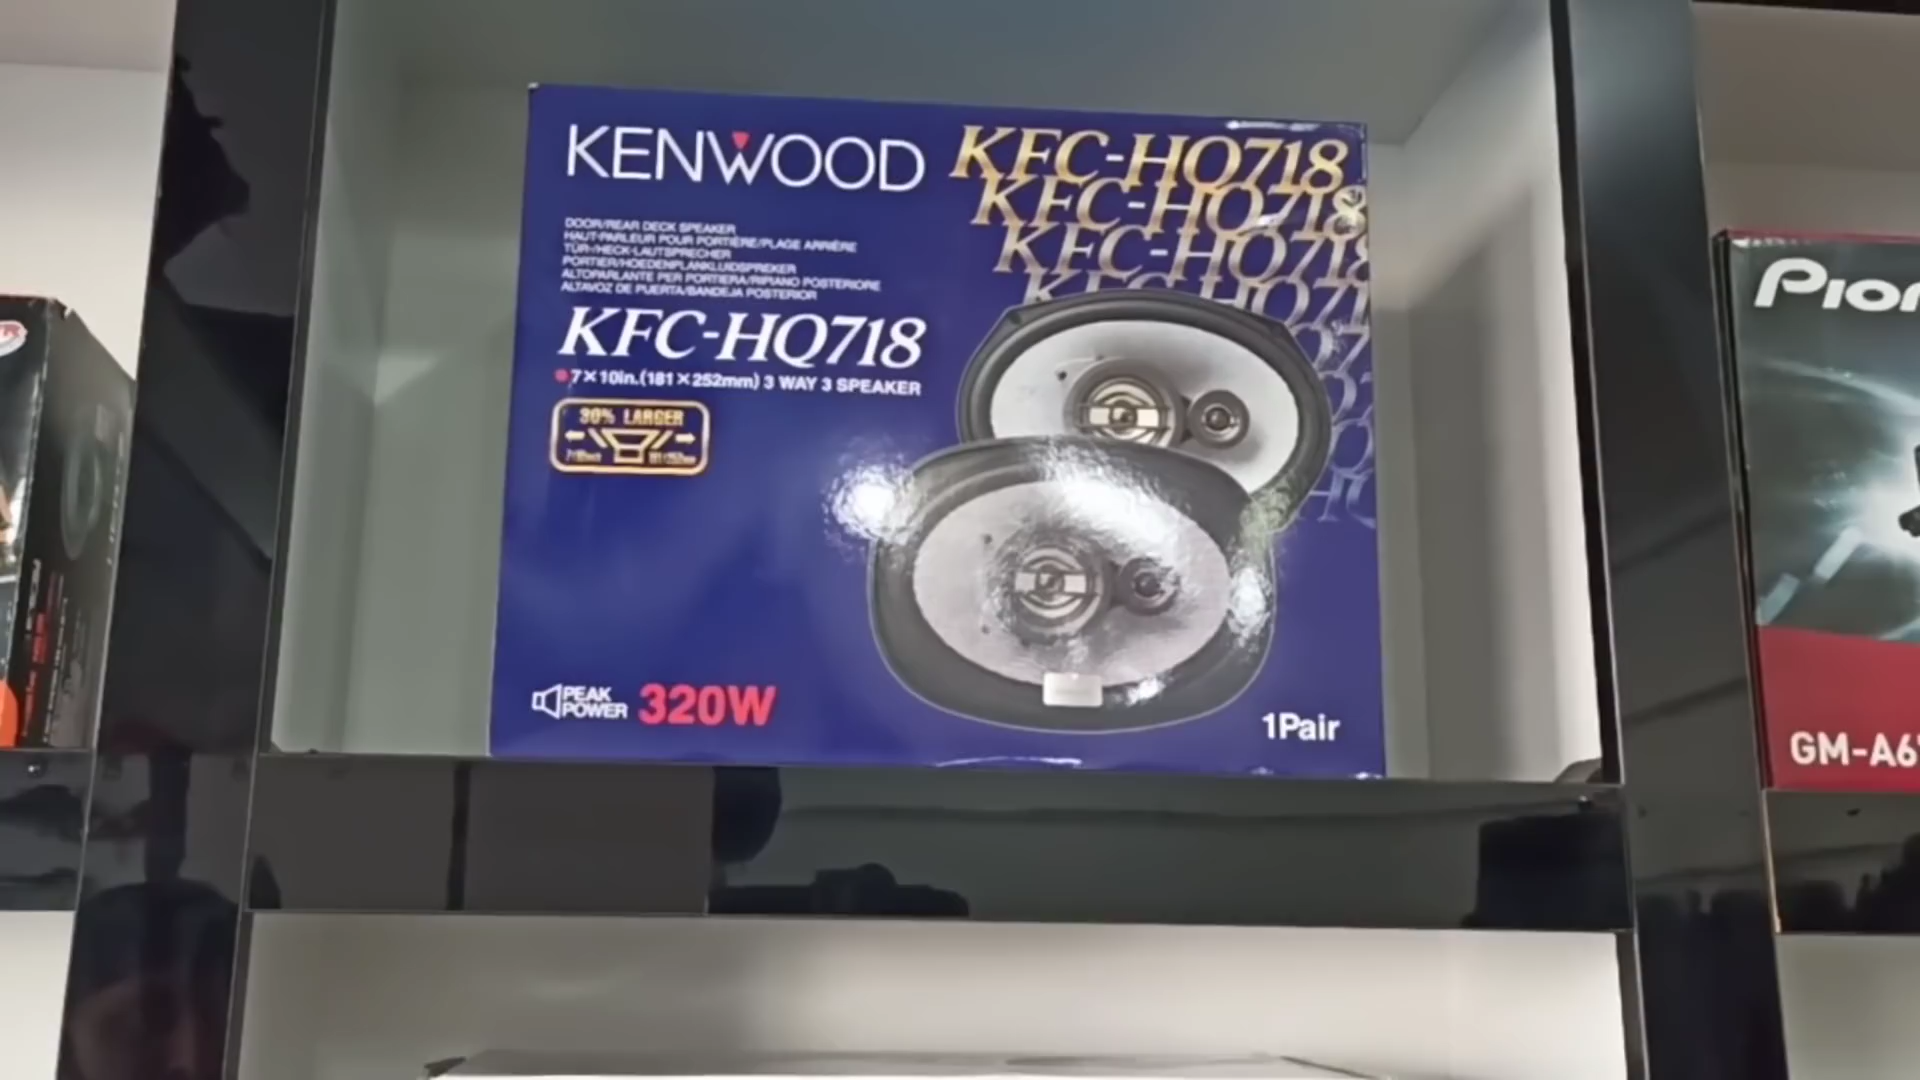 KENWOOD
KFC-HQ718
KFC-HQ718
KFC-HQ718
DOOR/REAR DECK SPEAKER
HAUT-PARLEUR POUR PORTIÈRE/PLAGE ARRIÈRE
TÜR-/HECK-LAUTSPRECHER
PORTIER/HOEDENPLANKLUIDSPREKER
ALTOPARLANTE PER PORTIERA/RIPIANO POSTERIORE
ALTAVOZ DE PUERTA/BANDEJA POSTERIOR
KFC-HQ718
7×10in.(181×252mm) 3 WAY 3 SPEAKER
30% LARGER
PEAK
POWER 320W
1Pair
Pion
GM-A6